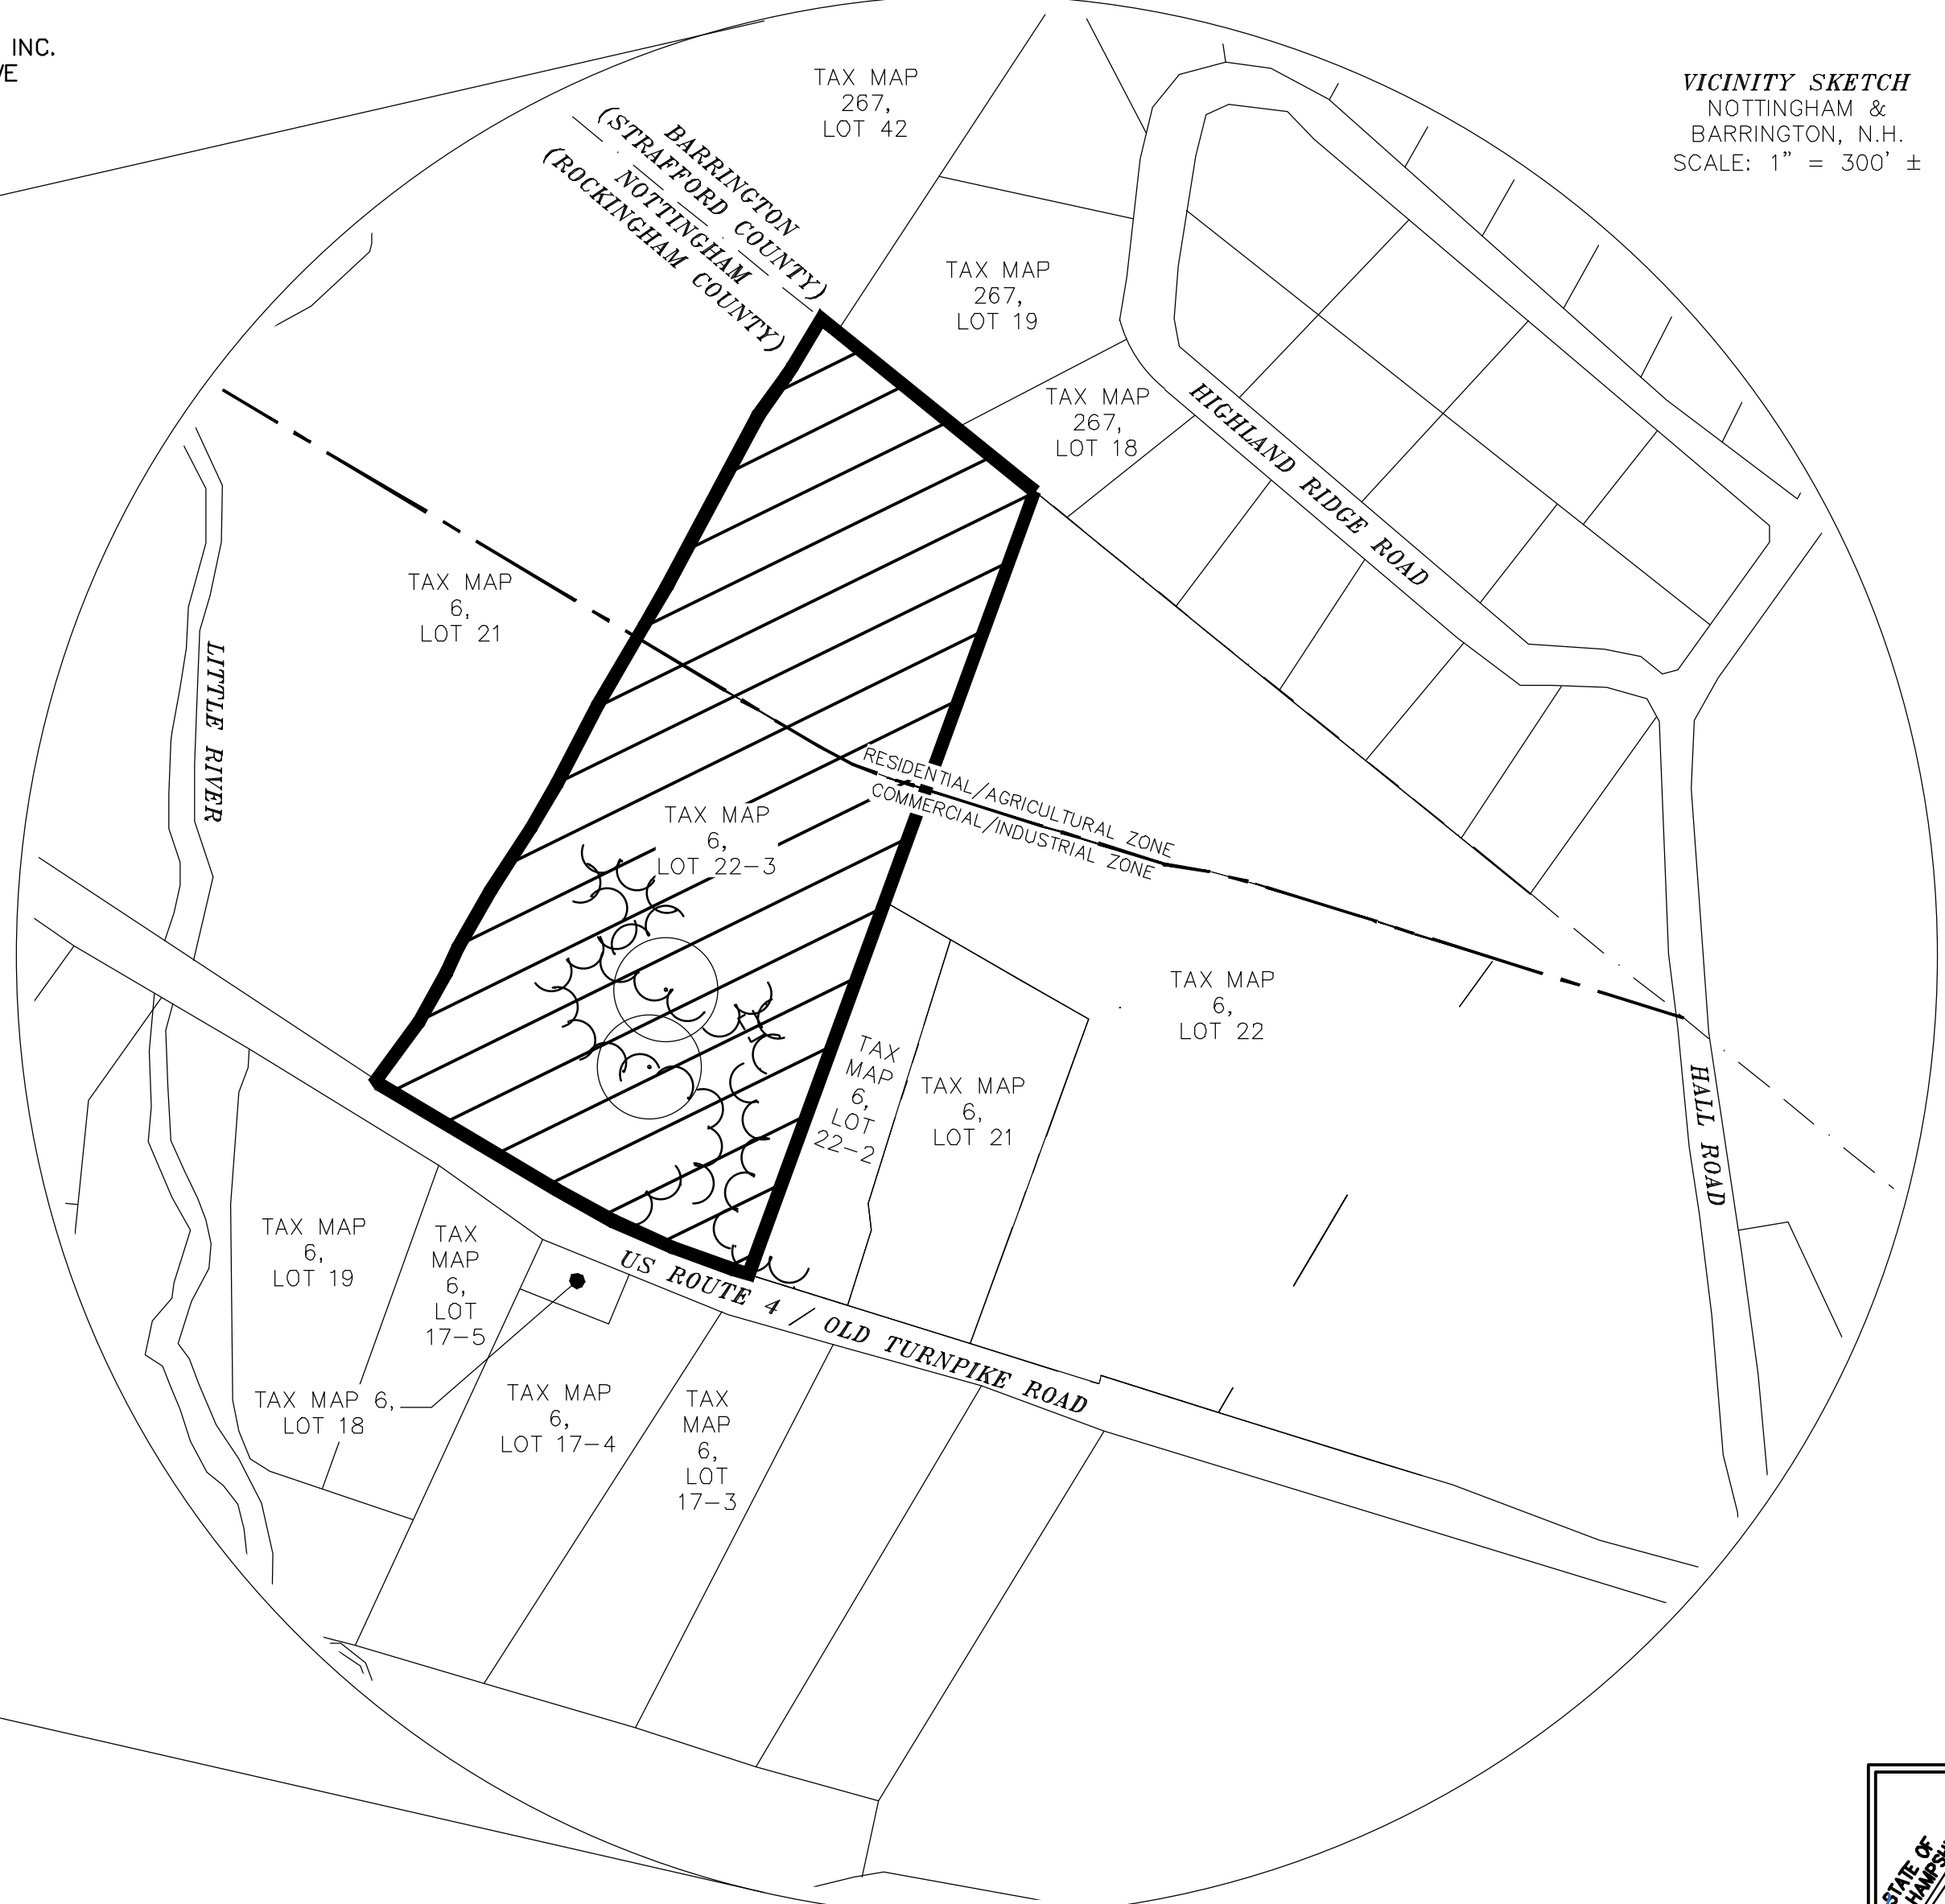 INC.
VICINITY SKETCH
NOTTINGHAM &
BARRINGTON, N.H.
SCALE: 1" = 300' ±
TAX MAP
267,
LOT 42
BARRINGTON
(STRAFFORD COUNTY)
NOTTINGHAM
(ROCKINGHAM COUNTY)
TAX MAP
267,
LOT 19
TAX MAP
267,
LOT 18
HIGHLAND RIDGE ROAD
TAX MAP
6,
LOT 21
LITTLE RIVER
RESIDENTIAL/AGRICULTURAL ZONE
COMMERCIAL/INDUSTRIAL ZONE
TAX MAP
6,
LOT 22-3
TAX MAP
6,
LOT 22
TAX
MAP
6,
LOT
22-2
TAX MAP
6,
LOT 21
HALL ROAD
TAX MAP
6,
LOT 19
TAX
MAP
6,
LOT
17-5
US ROUTE 4 / OLD TURNPIKE ROAD
TAX MAP 6,
LOT 18
TAX MAP
6,
LOT 17-4
TAX
MAP
6,
LOT
17-3
STATE OF